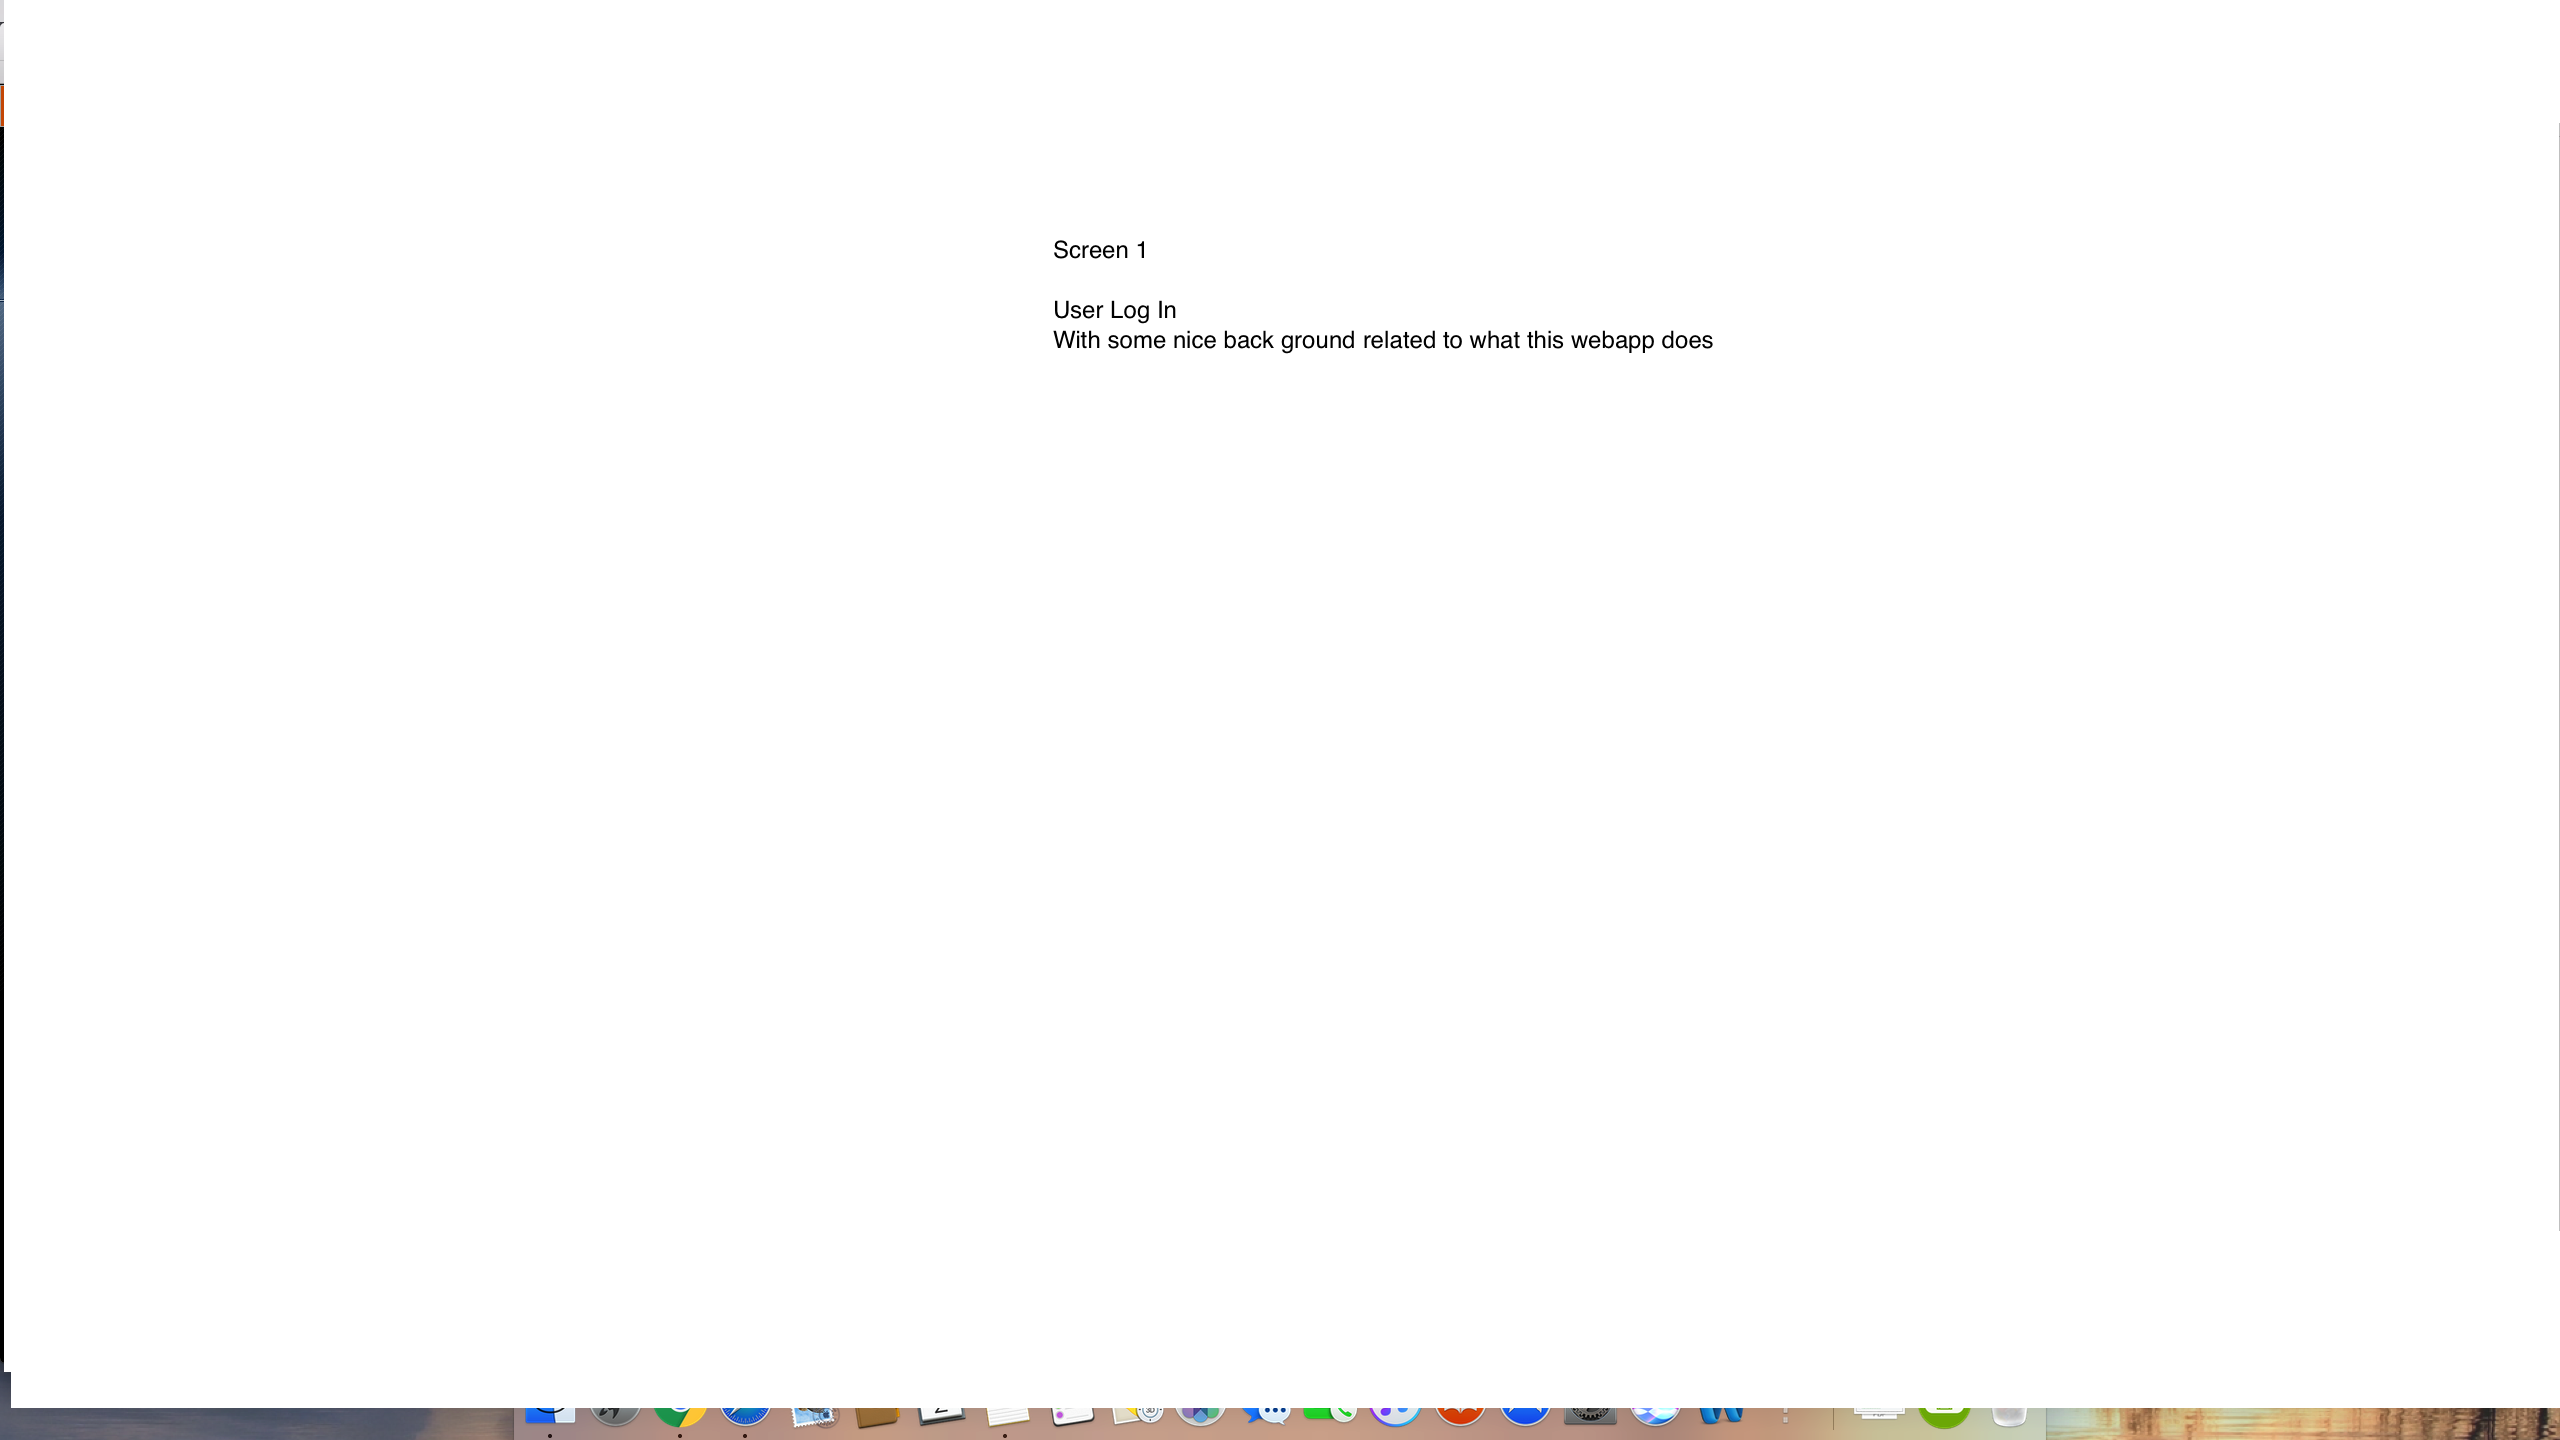 Screen 1
User Log In
With some nice back ground related to what this webapp does